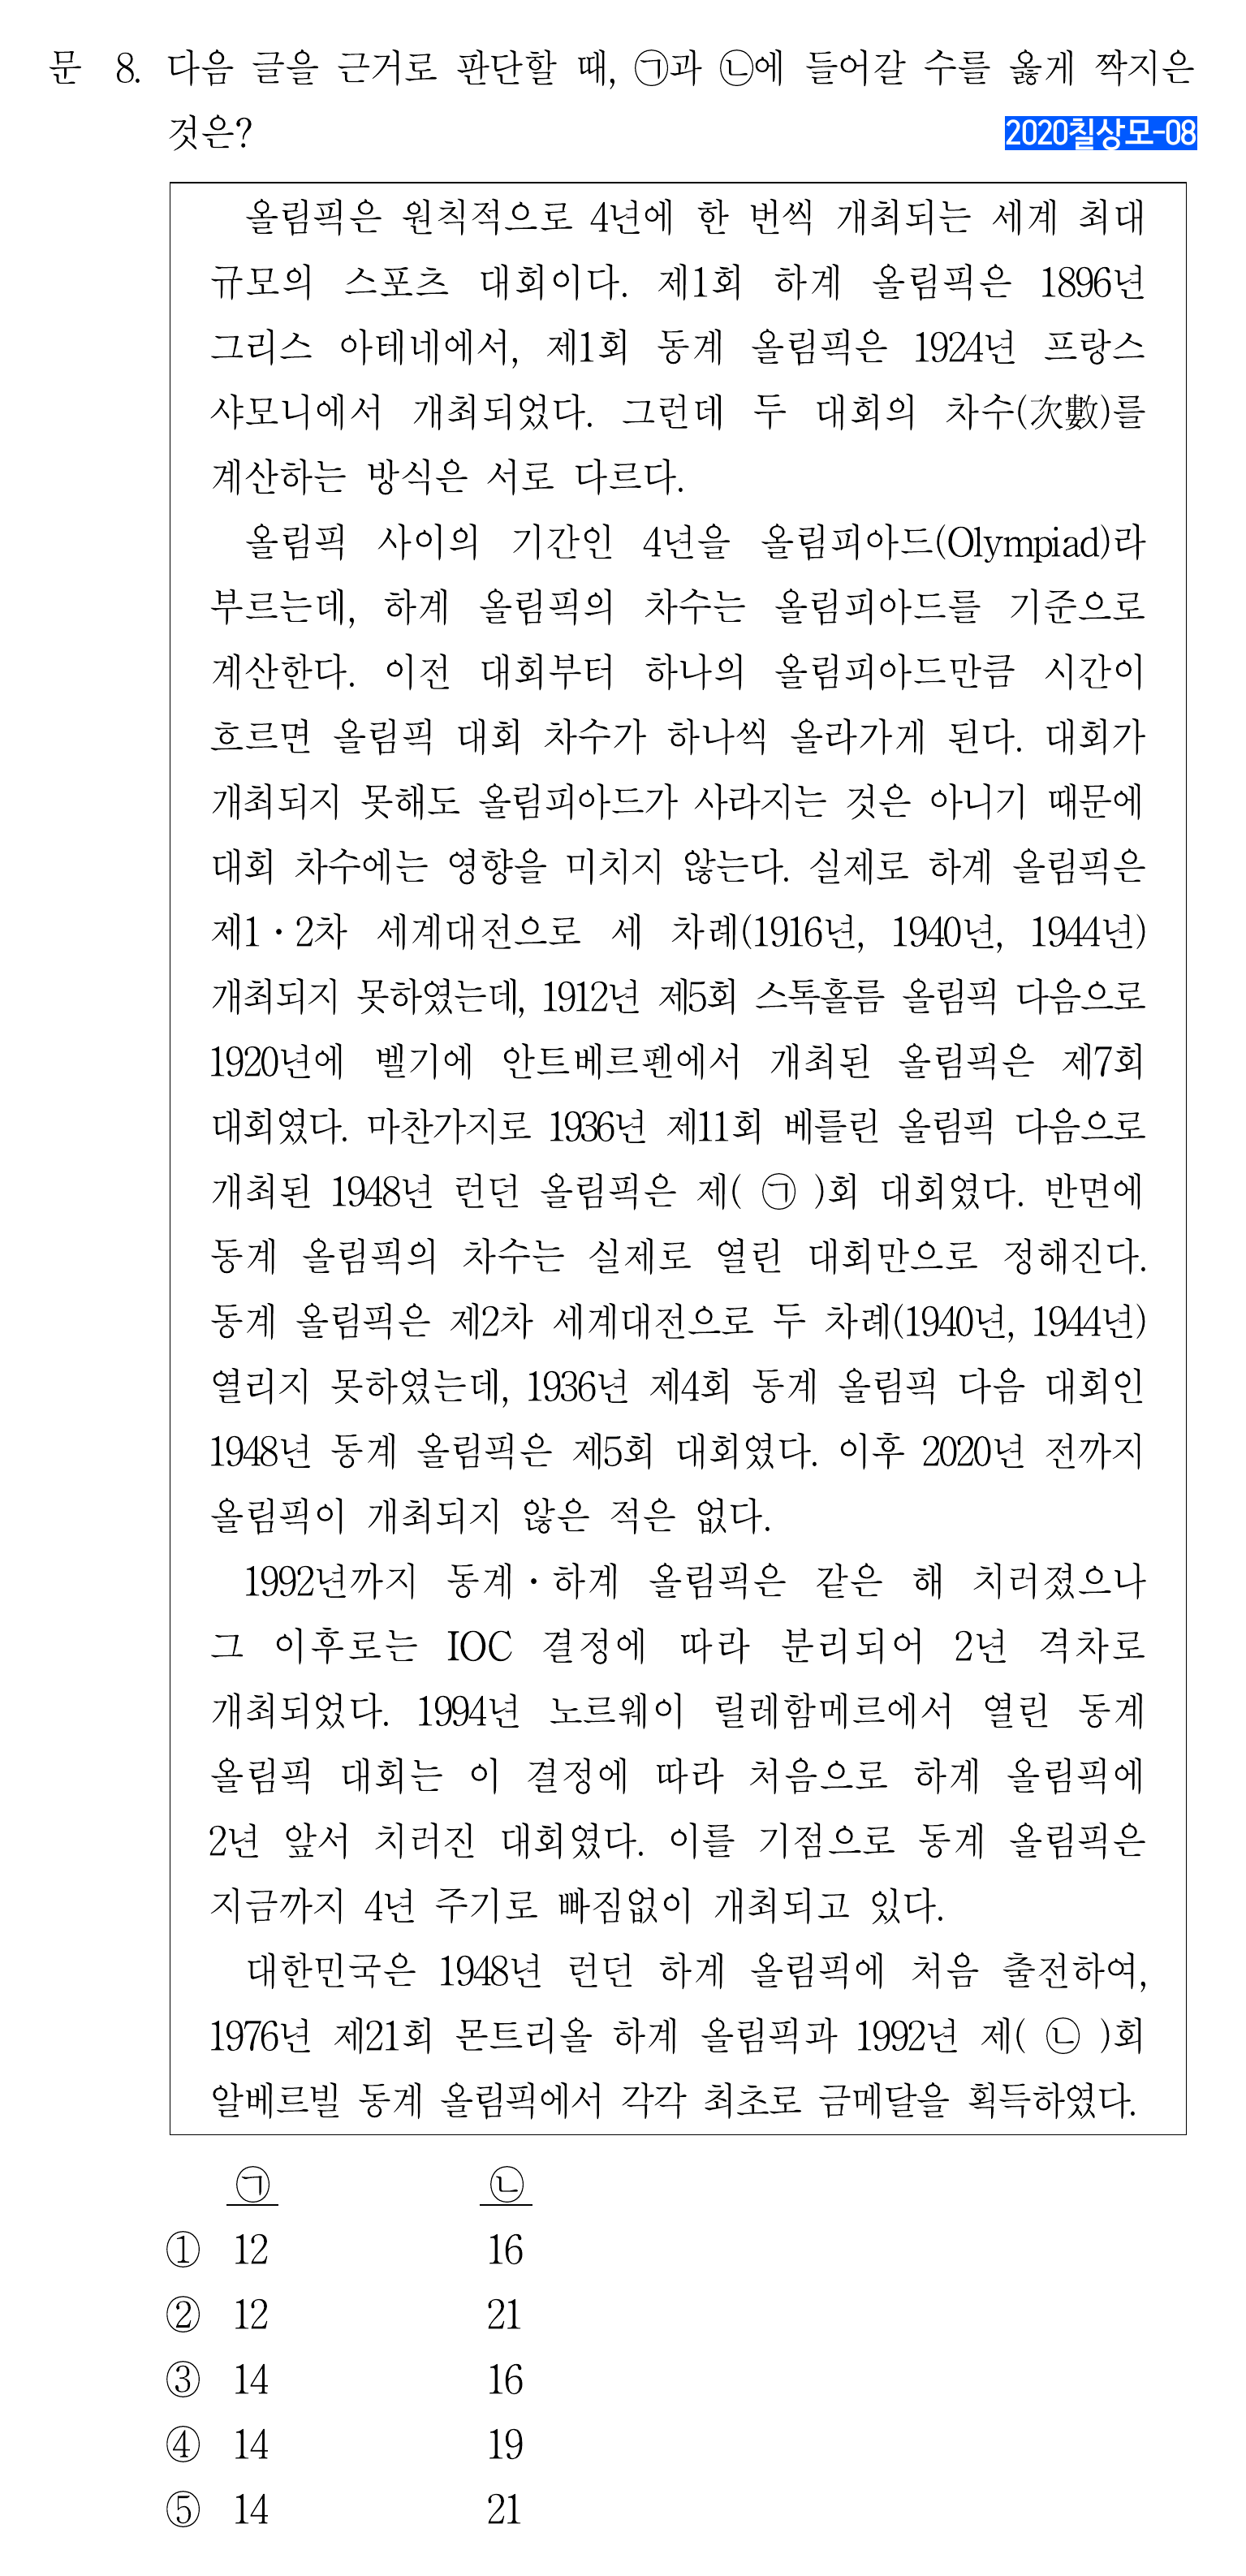 문 8. 다음 글을 근거로 판단할 때, ㉠과 ㉡에 들어갈 수를 옳게 짝지은
것은?
2020칠상모-08
올림픽은 원칙적으로 4년에 한 번씩 개최되는 세계 최대
규모의 스포츠 대회이다. 제1회 하계 올림픽은 1896년
그리스 아테네에서, 제1회 동계 올림픽은 1924년 프랑스
샤모니에서 개최되었다. 그런데 두 대회의 차수(次數)를
계산하는 방식은 서로 다르다.
올림픽 사이의 기간인 4년을 올림피아드(Olympiad)라
부르는데, 하계 올림픽의 차수는 올림피아드를 기준으로
계산한다. 이전 대회부터 하나의 올림피아드만큼 시간이
흐르면 올림픽 대회 차수가 하나씩 올라가게 된다. 대회가
개최되지 못해도 올림피아드가 사라지는 것은 아니기 때문에
대회 차수에는 영향을 미치지 않는다. 실제로 하계 올림픽은
제1・2차 세계대전으로 세 차례(1916년, 1940년, 1944년)
개최되지 못하였는데, 1912년 제5회 스톡홀름 올림픽 다음으로
1920년에 벨기에 안트베르펜에서 개최된 올림픽은 제7회
대회였다. 마찬가지로 1936년 제11회 베를린 올림픽 다음으로
개최된 1948년 런던 올림픽은 제( ㉠ )회 대회였다. 반면에
동계 올림픽의 차수는 실제로 열린 대회만으로 정해진다.
동계 올림픽은 제2차 세계대전으로 두 차례(1940년, 1944년)
열리지 못하였는데, 1936년 제4회 동계 올림픽 다음 대회인
1948년 동계 올림픽은 제5회 대회였다. 이후 2020년 전까지
올림픽이 개최되지 않은 적은 없다.
1992년까지 동계・하계 올림픽은 같은 해 치러졌으나
그 이후로는 IOC 결정에 따라 분리되어 2년 격차로
개최되었다. 1994년 노르웨이 릴레함메르에서 열린 동계
올림픽 대회는 이 결정에 따라 처음으로 하계 올림픽에
2년 앞서 치러진 대회였다. 이를 기점으로 동계 올림픽은
지금까지 4년 주기로 빠짐없이 개최되고 있다.
대한민국은 1948년 런던 하계 올림픽에 처음 출전하여,
1976년 제21회 몬트리올 하계 올림픽과 1992년 제( ㉡ )회
알베르빌 동계 올림픽에서 각각 최초로 금메달을 획득하였다.
㉠ ㉡
① 12 16
② 12 21
③ 14 16
④ 14 19
⑤ 14 21